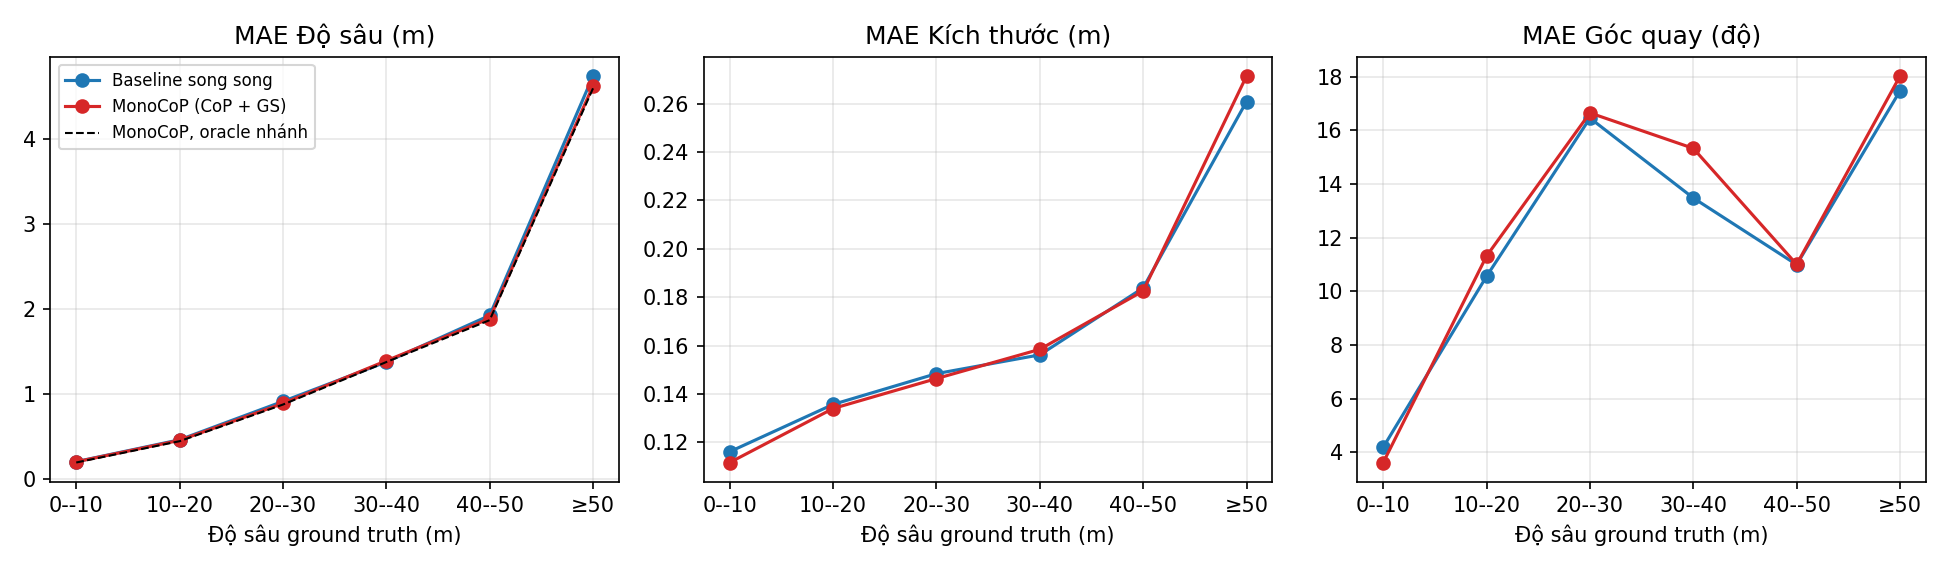 MAE Độ sâu (m)
Baseline song song
MonoCoP (CoP + GS)
MonoCoP, oracle nhánh
4
3
2
1
0
0--10 10--20 20--30 30--40 40--50 ≥50
Độ sâu ground truth (m)
MAE Kích thước (m)
0.26
0.24
0.22
0.20
0.18
0.16
0.14
0.12
0--10 10--20 20--30 30--40 40--50 ≥50
Độ sâu ground truth (m)
MAE Góc quay (độ)
18
16
14
12
10
8
6
4
0--10 10--20 20--30 30--40 40--50 ≥50
Độ sâu ground truth (m)